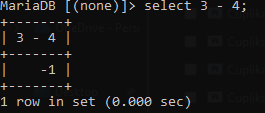 MariaDB [(none)]> select 3 - 4;
+-------+
| 3 - 4 |
+-------+
|    -1 |
+-------+
1 row in set (0.000 sec)